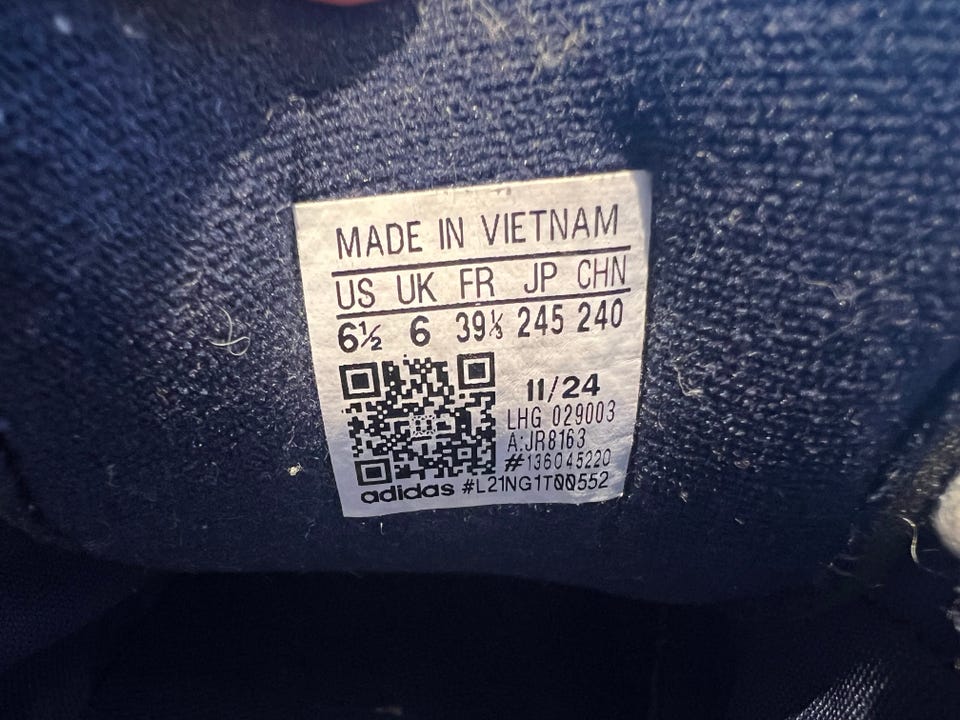 MADE IN VIETNAM
US UK FR JP CHN
6½ 6 39⅓ 245 240
11/24
LHG 029003
A:JR8163
#136045220
adidas #L21NG1T00552